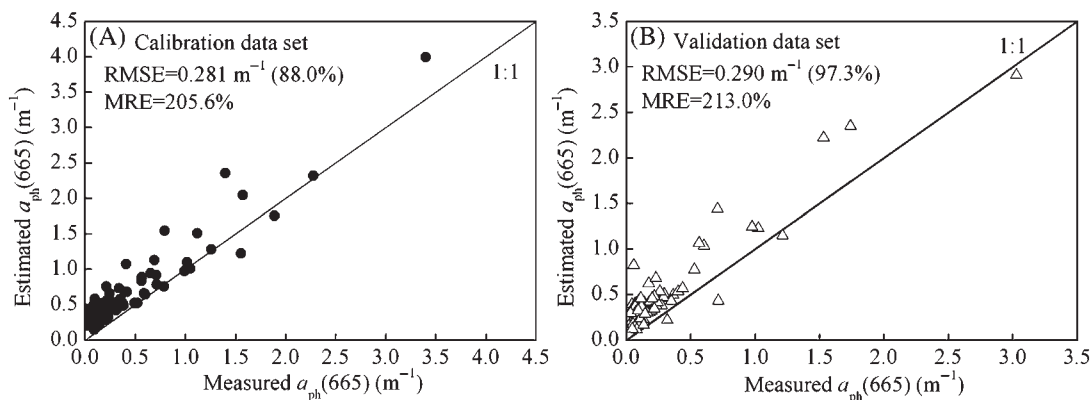 (A) Calibration data set
RMSE=0.281 m⁻¹ (88.0%)
MRE=205.6%
1:1
4.5
4.0
3.5
3.0
2.5
2.0
1.5
1.0
0.5
0.0
Estimated aph(665) (m⁻¹)
0.0 0.5 1.0 1.5 2.0 2.5 3.0 3.5 4.0 4.5
Measured aph(665) (m⁻¹)
(B) Validation data set
RMSE=0.290 m⁻¹ (97.3%)
MRE=213.0%
1:1
3.5
3.0
2.5
2.0
1.5
1.0
0.5
0.0
Estimated aph(665) (m⁻¹)
0.0 0.5 1.0 1.5 2.0 2.5 3.0 3.5
Measured aph(665) (m⁻¹)